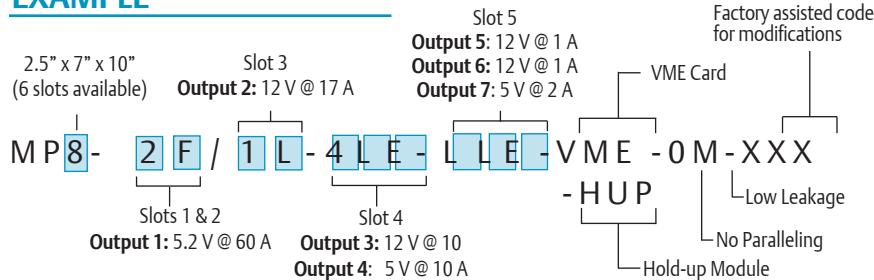 EXAMPLE
Slot 5
Output 5: 12 V @ 1 A
Output 6: 12 V @ 1 A
Output 7: 5 V @ 2 A
Factory assisted code
for modifications
2.5” x 7” x 10”
(6 slots available)
Slot 3
Output 2: 12 V @ 17 A
VME Card
MP8- 2F/1L-4LE-LLE-VME-0M-XXX
-HUP
Slots 1 & 2
Output 1: 5.2 V @ 60 A
Slot 4
Output 3: 12 V @ 10
Output 4: 5 V @ 10 A
Low Leakage
No Paralleling
Hold-up Module